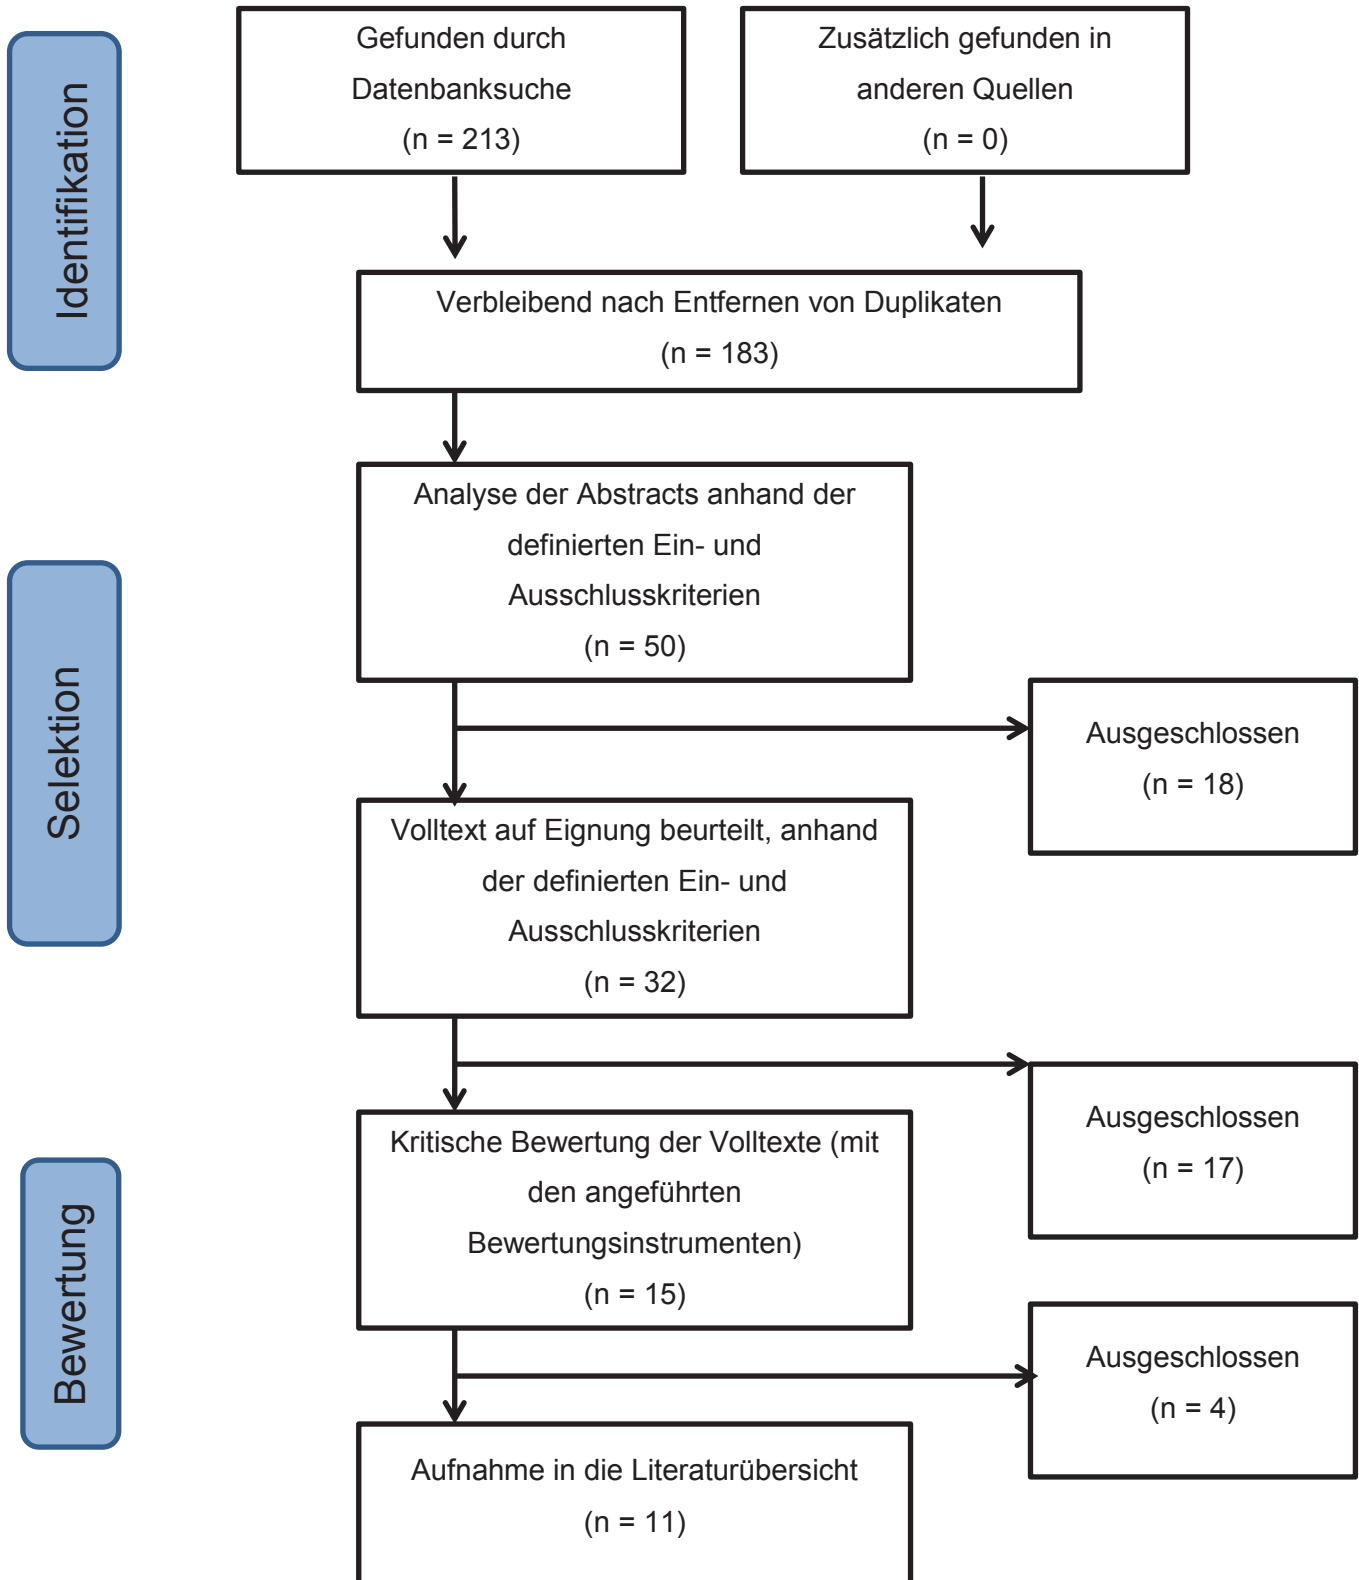 Identifikation
Gefunden durch
Datenbanksuche
(n = 213)
Zusätzlich gefunden in
anderen Quellen
(n = 0)
Verbleibend nach Entfernen von Duplikaten
(n = 183)
Selektion
Analyse der Abstracts anhand der
definierten Ein- und
Ausschlusskriterien
(n = 50)
Ausgeschlossen
(n = 18)
Volltext auf Eignung beurteilt, anhand
der definierten Ein- und
Ausschlusskriterien
(n = 32)
Ausgeschlossen
(n = 17)
Bewertung
Kritische Bewertung der Volltexte (mit
den angeführten
Bewertungsinstrumenten)
(n = 15)
Ausgeschlossen
(n = 4)
Aufnahme in die Literaturübersicht
(n = 11)